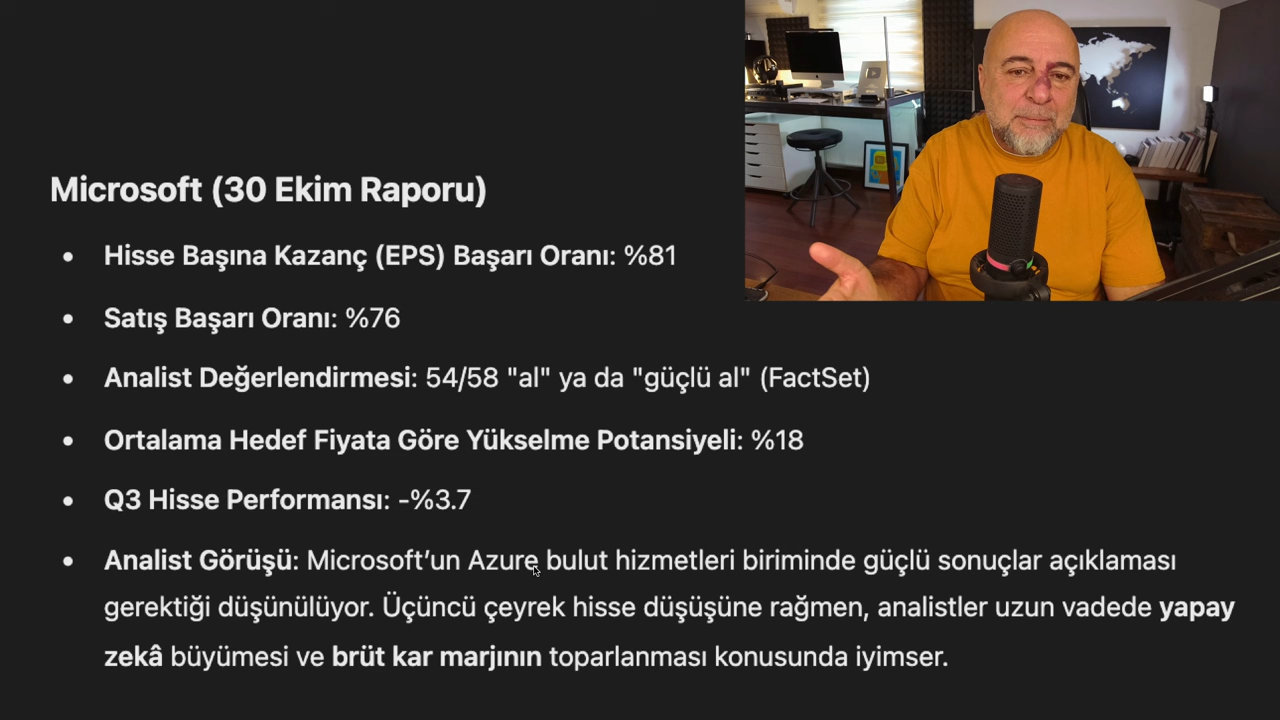 Microsoft (30 Ekim Raporu)
• Hisse Başına Kazanç (EPS) Başarı Oranı: %81
• Satış Başarı Oranı: %76
• Analist Değerlendirmesi: 54/58 "al" ya da "güçlü al" (FactSet)
• Ortalama Hedef Fiyata Göre Yükselme Potansiyeli: %18
• Q3 Hisse Performansı: -%3.7
• Analist Görüşü: Microsoft’un Azure bulut hizmetleri biriminde güçlü sonuçlar açıklaması
gerektiği düşünülüyor. Üçüncü çeyrek hisse düşüşüne rağmen, analistler uzun vadede yapay
zekâ büyümesi ve brüt kar marjının toparlanması konusunda iyimser.